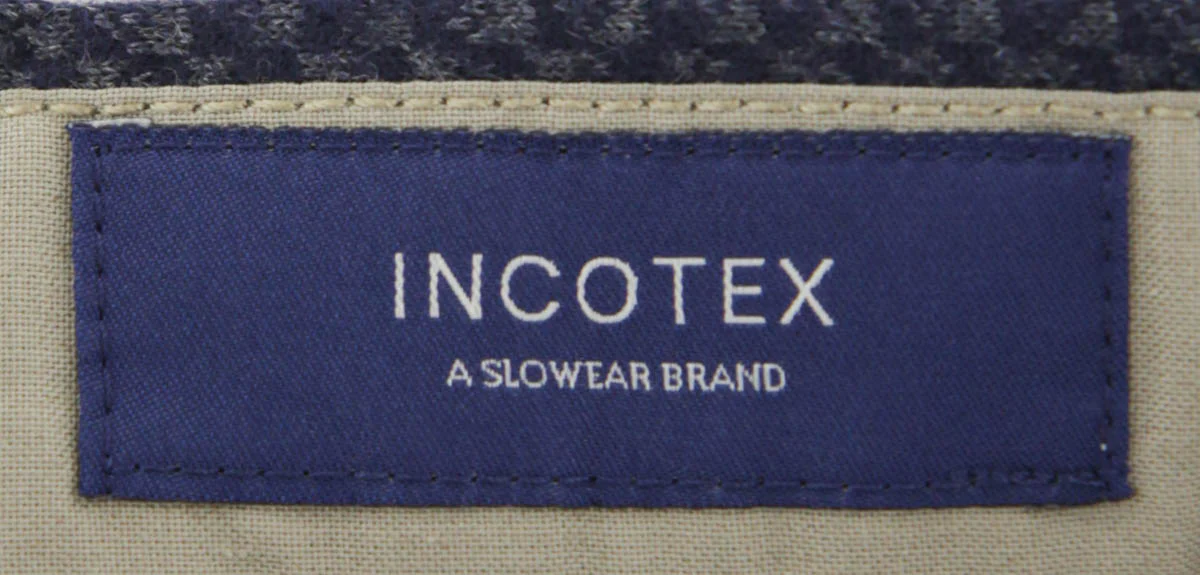 INCOTEX
A SLOWEAR BRAND